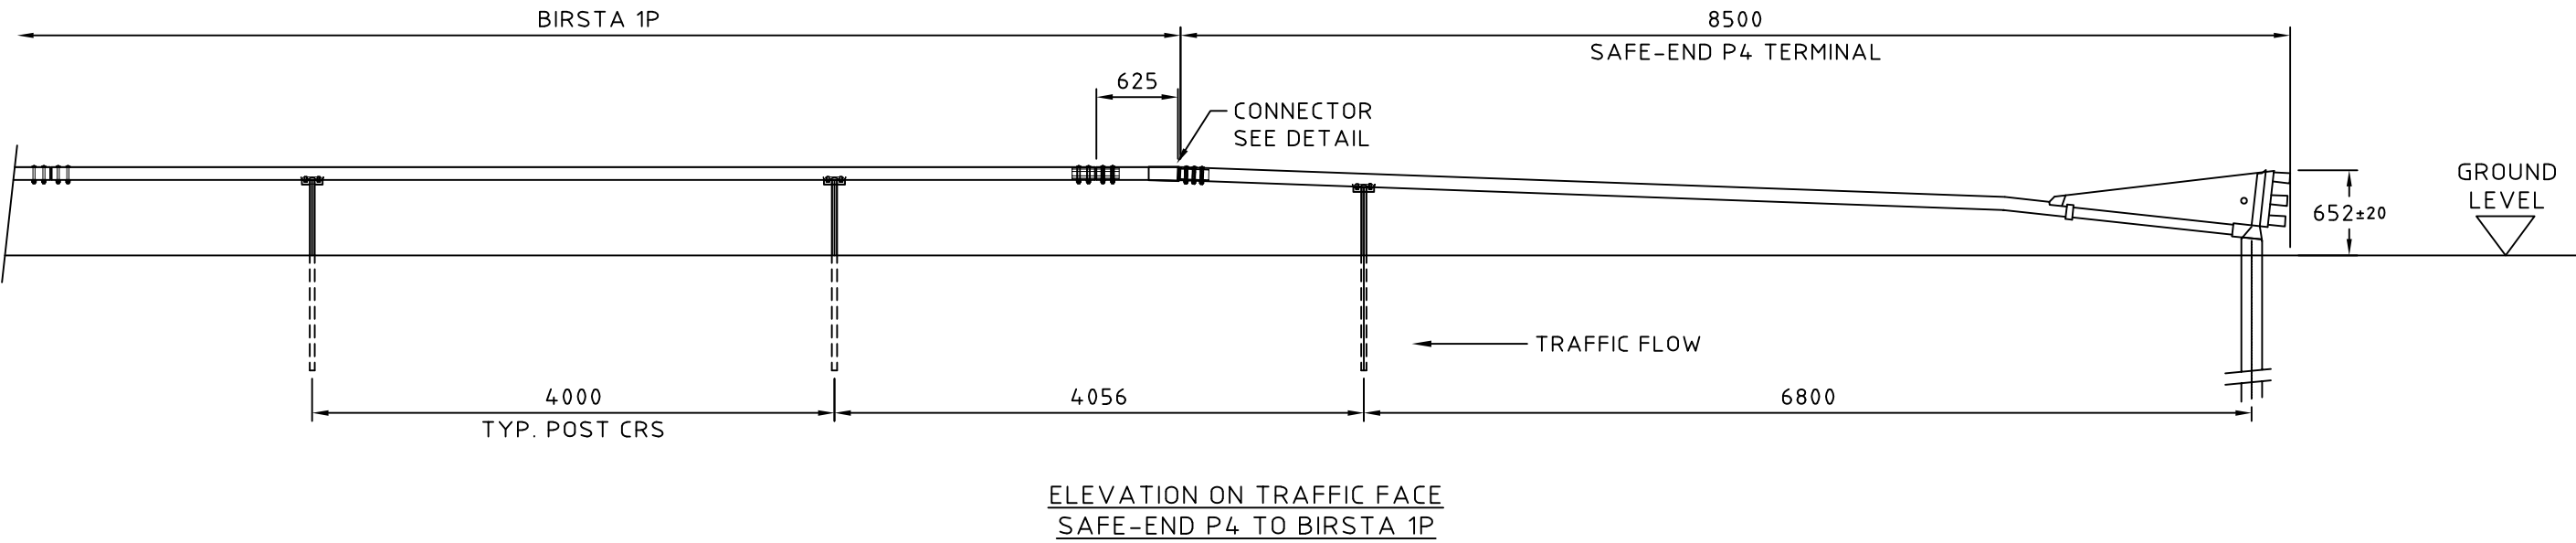 BIRSTA 1P
8500
SAFE-END P4 TERMINAL
625
CONNECTOR
SEE DETAIL
GROUND
LEVEL
652±20
TRAFFIC FLOW
4000
TYP. POST CRS
4056
6800
ELEVATION ON TRAFFIC FACE
SAFE-END P4 TO BIRSTA 1P